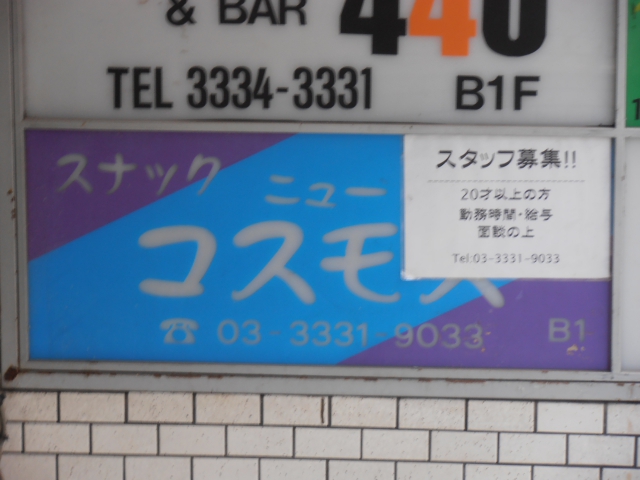 & BAR
440
TEL 3334-3331 B1F
スナック
ニュー
コスモス
☎ 03-3331-9033 B1
スタッフ募集!!
20才以上の方
勤務時間・給与
面談の上
Tel:03-3331-9033